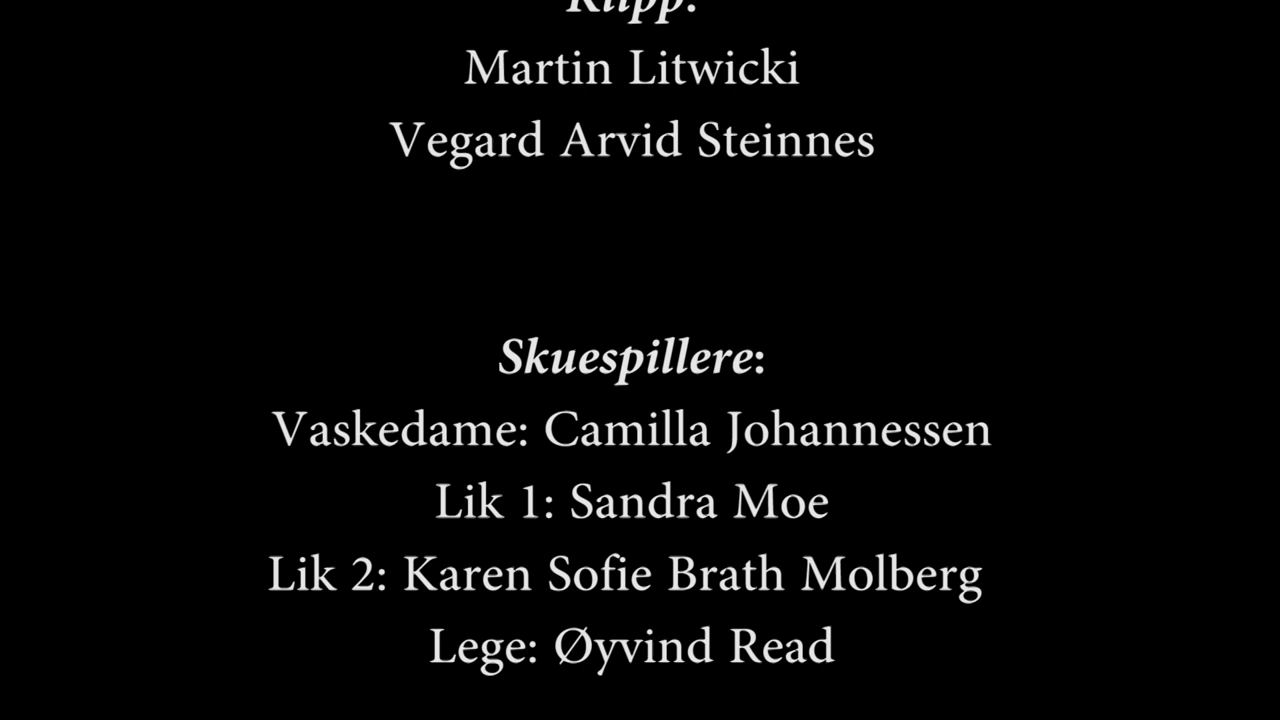 Klipp:
Martin Litwicki
Vegard Arvid Steinnes
Skuespillere:
Vaskedame: Camilla Johannessen
Lik 1: Sandra Moe
Lik 2: Karen Sofie Brath Molberg
Lege: Øyvind Read